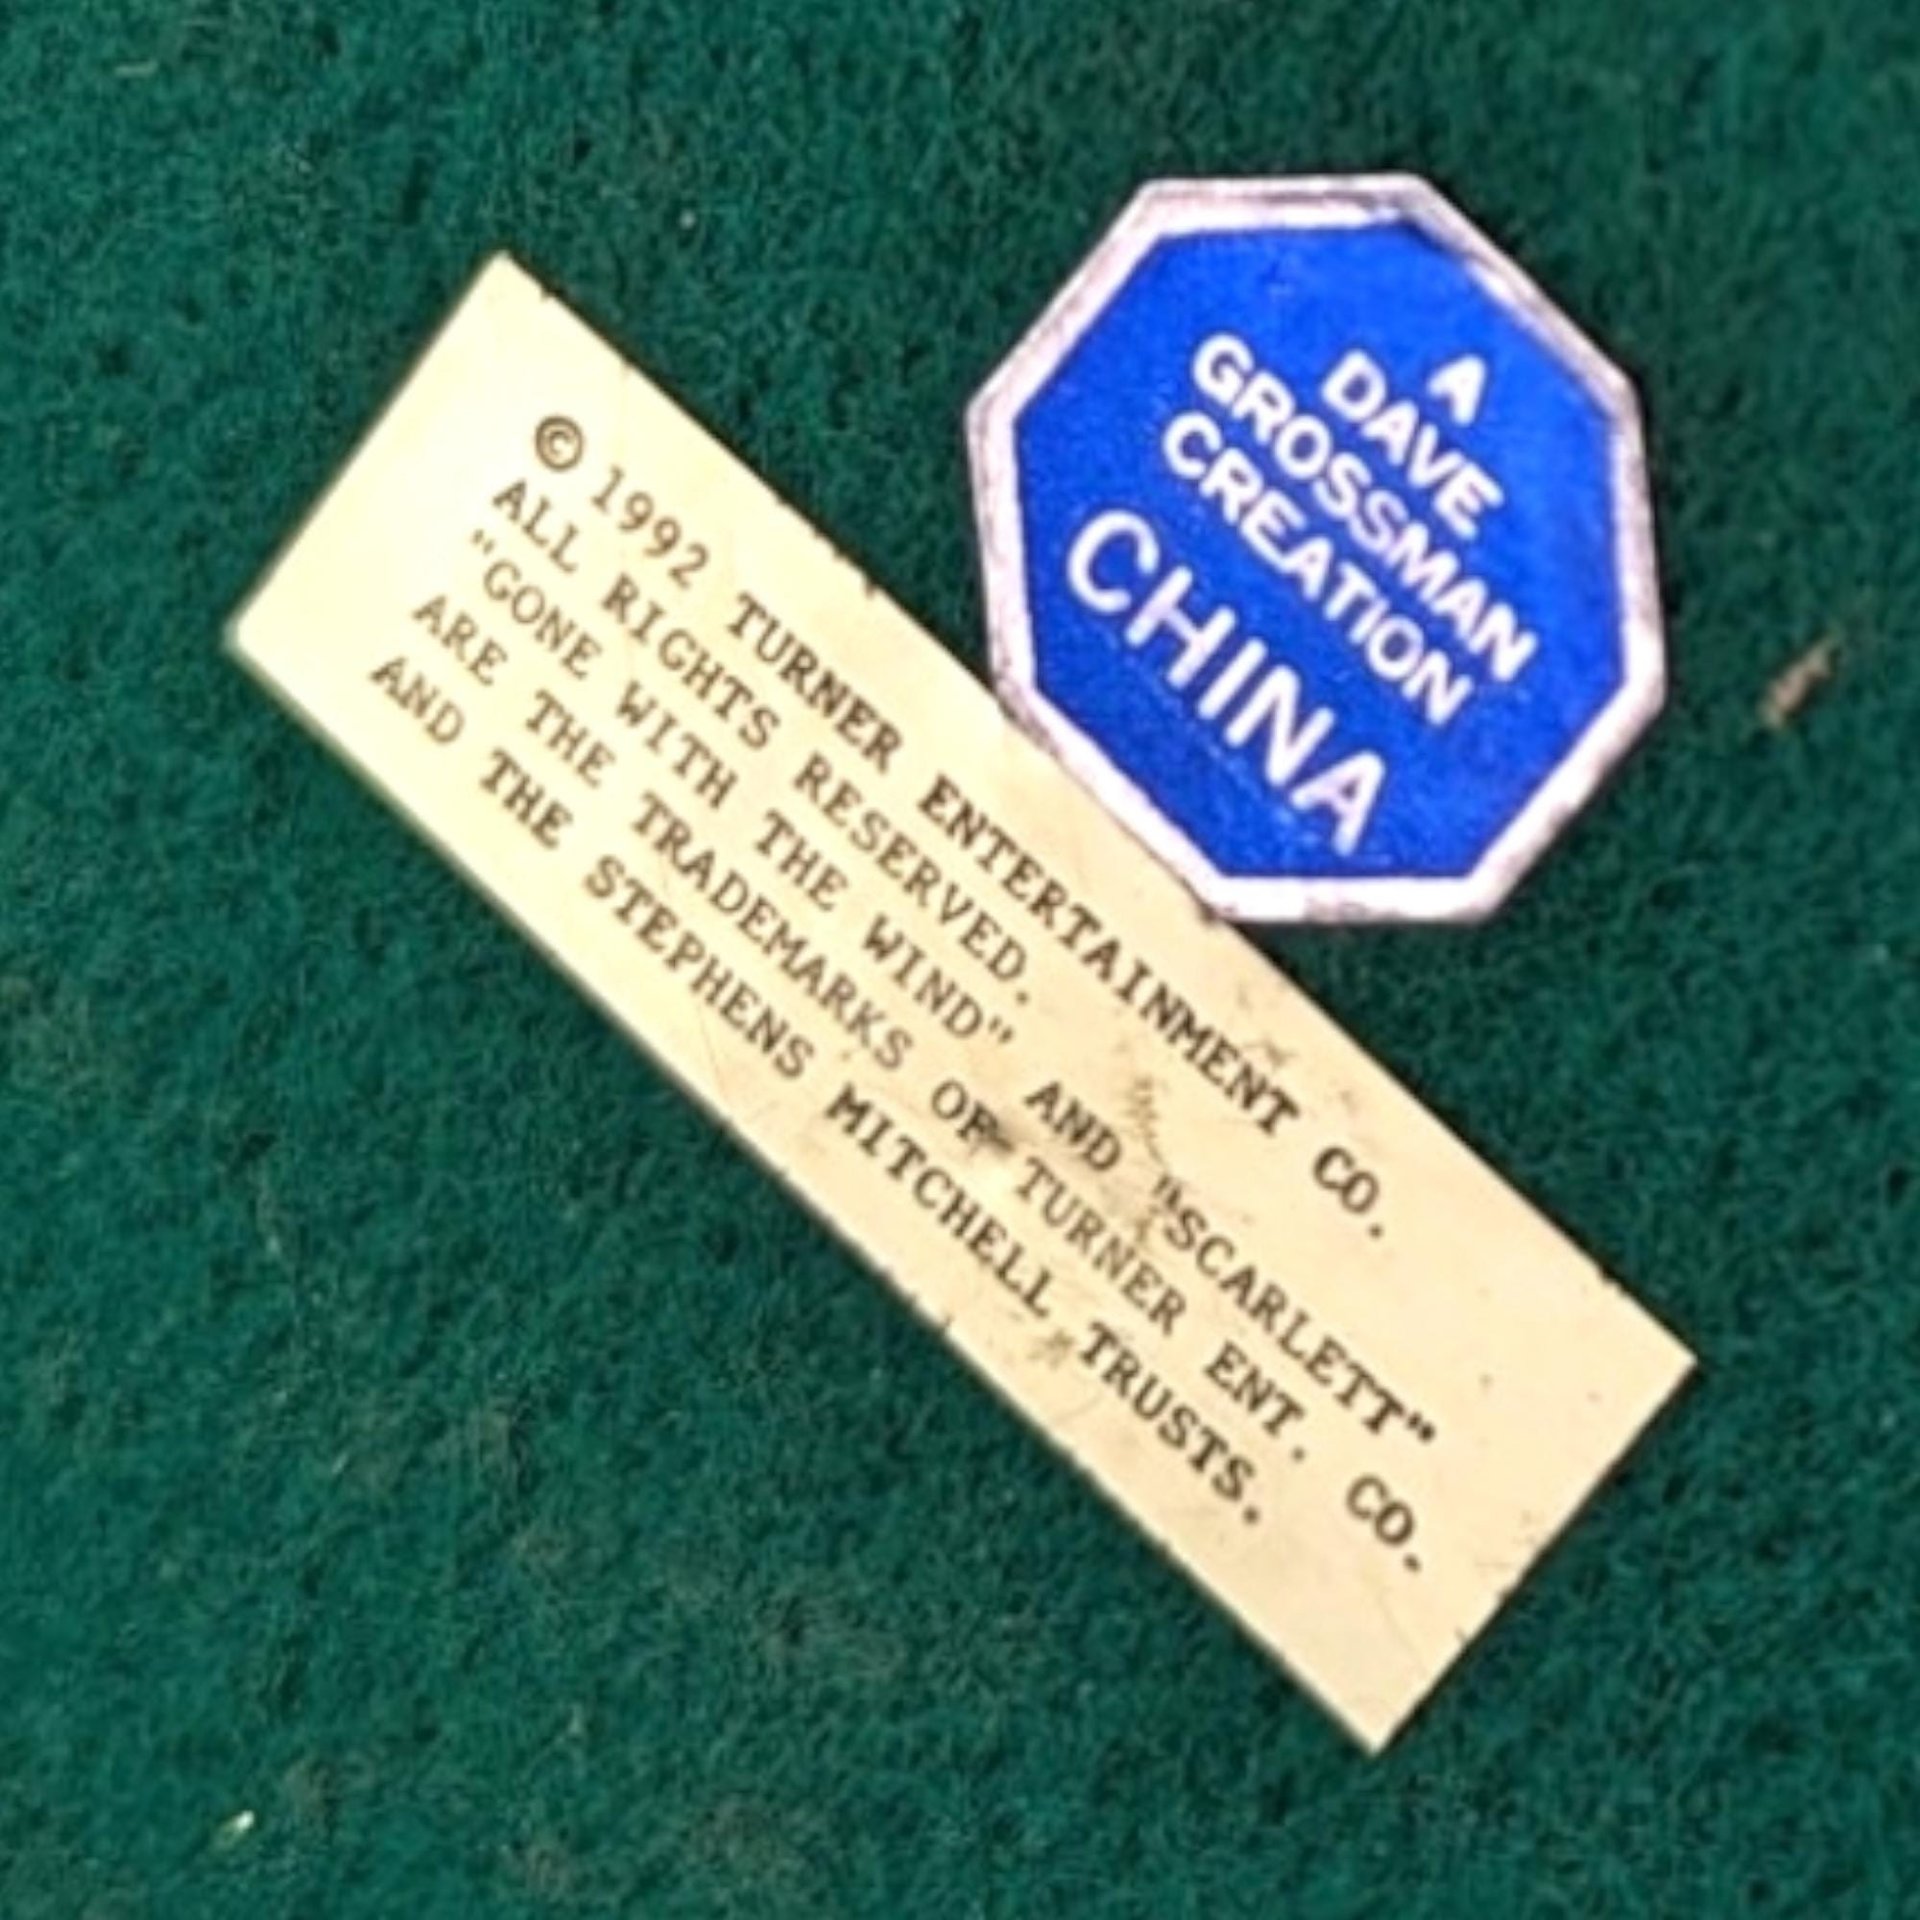 © 1992 TURNER ENTERTAINMENT CO.
ALL RIGHTS RESERVED.
"GONE WITH THE WIND" AND "SCARLETT"
ARE THE TRADEMARKS OF TURNER ENT. CO.
AND THE STEPHENS MITCHELL TRUSTS.
A
DAVE
GROSSMAN
CREATION
CHINA